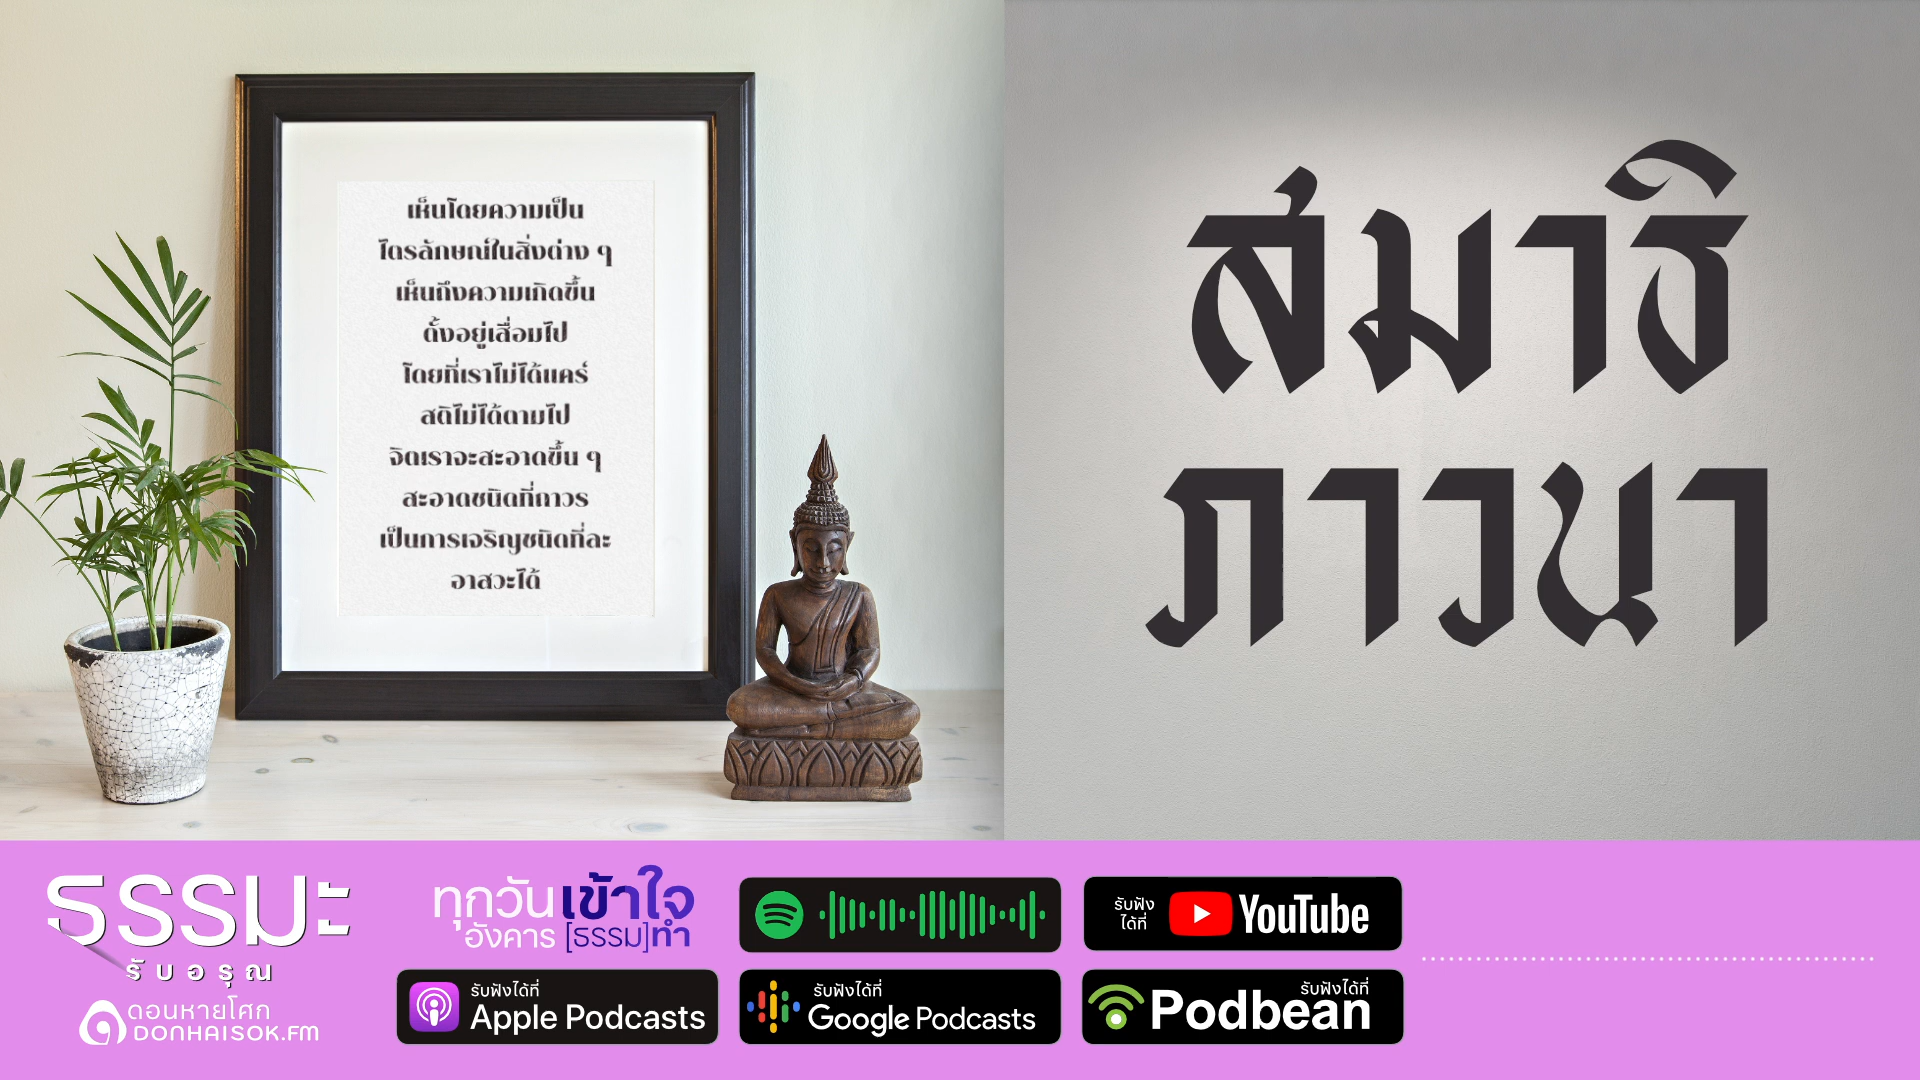 เห็นโดยความเป็น
ไตรลักษณ์ในสิ่งต่าง ๆ
เห็นถึงความเกิดขึ้น
ตั้งอยู่เสื่อมไป
โดยที่เราไม่ได้แคร์
สติไม่ได้ตามไป
จิตเราจะสะอาดขึ้น ๆ
สะอาดชนิดที่ถาวร
เป็นการเจริญชนิดที่ละ
อาสวะได้
สมาธิ
ภาวนา
ธรรมะ
รับอรุณ
ดอนหายโศก
DONHAISOK.FM
ทุกวัน
อังคาร
เข้าใจ
[ธรรม]ทำ
รับฟังได้ที่
YouTube
รับฟังได้ที่
Apple Podcasts
รับฟังได้ที่
Google Podcasts
รับฟังได้ที่
Podbean